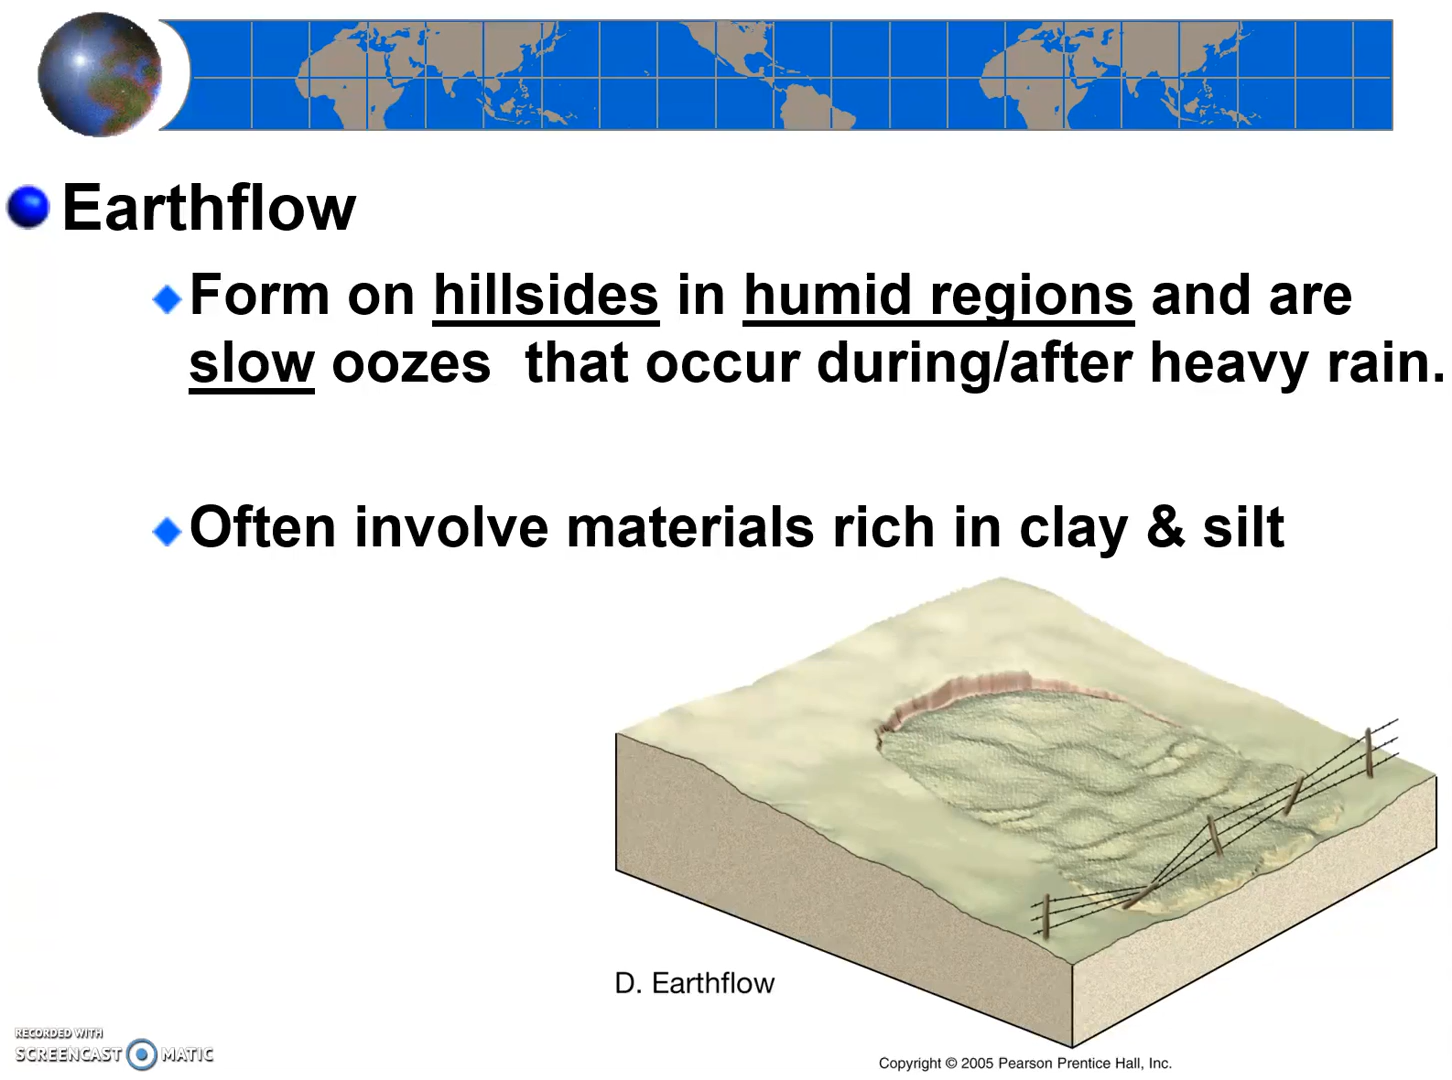 Earthflow
Form on hillsides in humid regions and are
slow oozes  that occur during/after heavy rain.
Often involve materials rich in clay & silt
D. Earthflow
RECORDED WITH
SCREENCAST MATIC
Copyright © 2005 Pearson Prentice Hall, Inc.